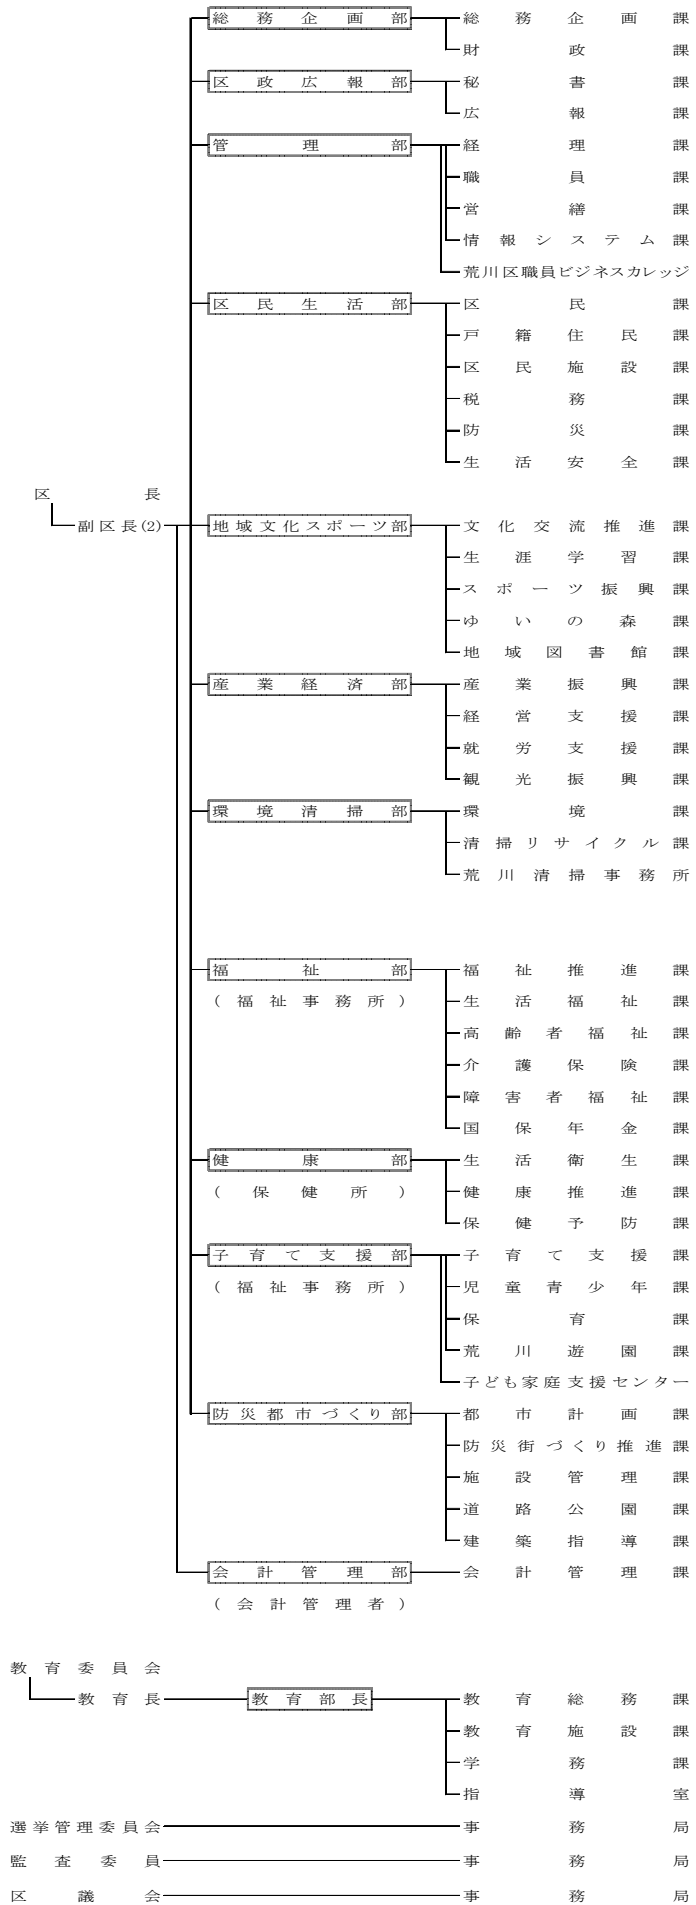 総務企画部 総務企画課
財政課
区政広報部 秘書課
広報課
管理部 経理課
職員課
営繕課
情報システム課
荒川区職員ビジネスカレッジ
区民生活部 区民課
戸籍住民課
区民施設課
税務課
防災課
生活安全課
区長
副区長(2) 地域文化スポーツ部 文化交流推進課
生涯学習課
スポーツ振興課
ゆいの森課
地域図書館課
産業経済部 産業振興課
経営支援課
就労支援課
観光振興課
環境清掃部 環境課
清掃リサイクル課
荒川清掃事務所
福祉部 福祉推進課
(福祉事務所) 生活福祉課
高齢者福祉課
介護保険課
障害者福祉課
国保年金課
健康部 生活衛生課
(保健所) 健康推進課
保健予防課
子育て支援部 子育て支援課
(福祉事務所) 児童青少年課
保育課
荒川遊園課
子ども家庭支援センター
防災都市づくり部 都市計画課
防災街づくり推進課
施設管理課
道路公園課
建築指導課
会計管理部 会計管理課
(会計管理者)
教育委員会
教育長 教育部長 教育総務課
教育施設課
学務課
指導室
選挙管理委員会 事務局
監査委員 事務局
区議会 事務局